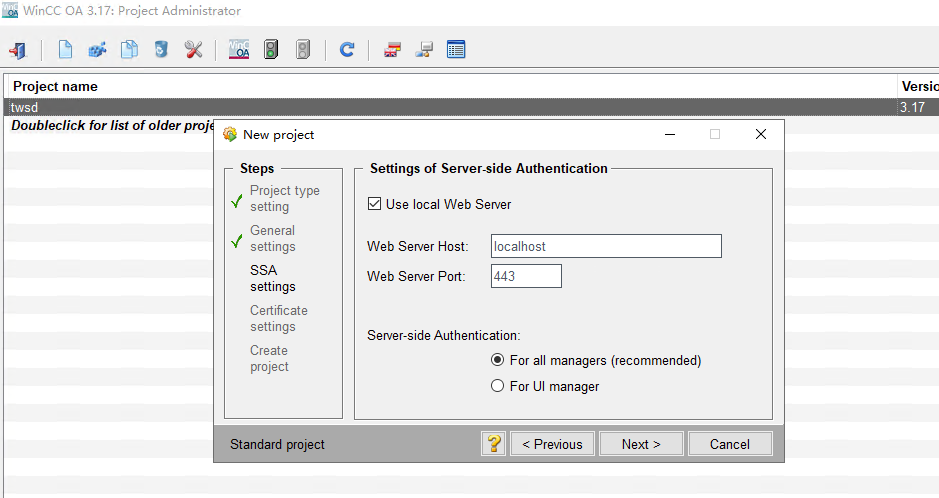 WinCC OA 3.17: Project Administrator
WinC
OA
Project name
Versio
twsd
3.17
Doubleclick for list of older proje
New project
Steps
Project type
setting
General
settings
SSA
settings
Certificate
settings
Create
project
Settings of Server-side Authentication
Use local Web Server
Web Server Host:
localhost
Web Server Port:
443
Server-side Authentication:
For all managers (recommended)
For UI manager
Standard project
?
< Previous
Next >
Cancel